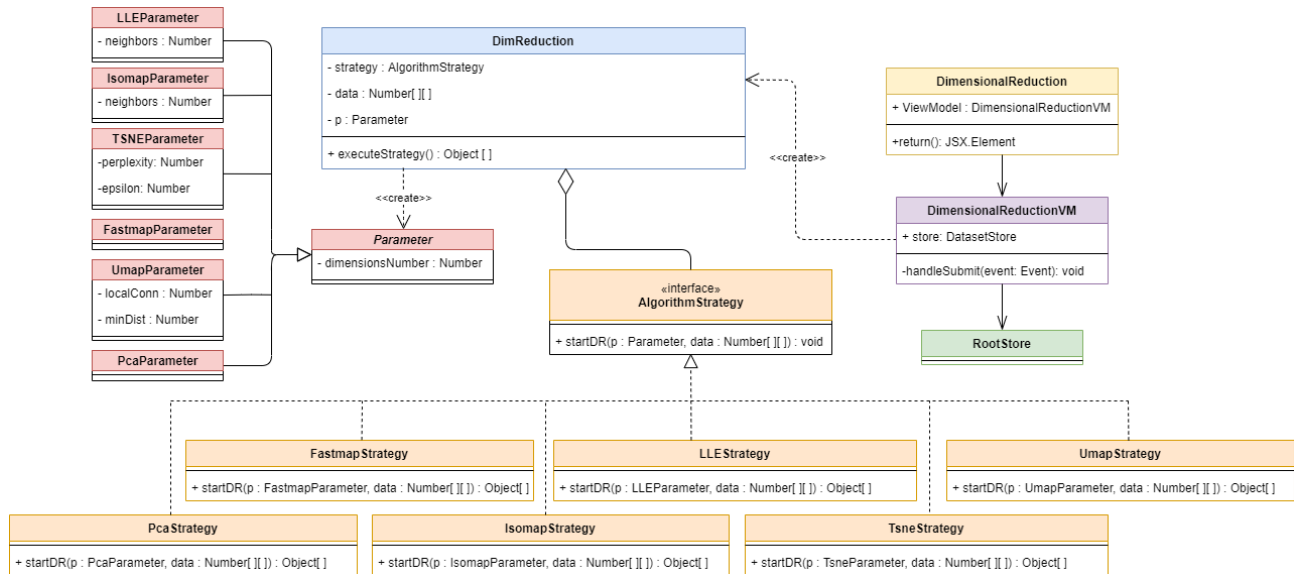 LLEParameter
- neighbors : Number
IsomapParameter
- neighbors : Number
TSNEParameter
-perplexity: Number
-epsilon: Number
FastmapParameter
UmapParameter
- localConn : Number
- minDist : Number
PcaParameter
DimReduction
- strategy : AlgorithmStrategy
- data : Number[ ][ ]
- p : Parameter
+ executeStrategy() : Object [ ]
<<create>>
Parameter
- dimensionsNumber : Number
«interface»
AlgorithmStrategy
+ startDR(p : Parameter, data : Number[ ][ ]) : void
<<create>>
DimensionalReduction
+ ViewModel : DimensionalReductionVM
+return(): JSX.Element
DimensionalReductionVM
+ store: DatasetStore
-handleSubmit(event: Event): void
RootStore
FastmapStrategy
+ startDR(p : FastmapParameter, data : Number[ ][ ]) : Object[ ]
LLEStrategy
+ startDR(p : LLEParameter, data : Number[ ][ ]) : Object[ ]
UmapStrategy
+ startDR(p : UmapParameter, data : Number[ ][ ]) : Object[ ]
PcaStrategy
+ startDR(p : PcaParameter, data : Number[ ][ ]) : Object[ ]
IsomapStrategy
+ startDR(p : IsomapParameter, data : Number[ ][ ]) : Object[ ]
TsneStrategy
+ startDR(p : TsneParameter, data : Number[ ][ ]) : Object[ ]